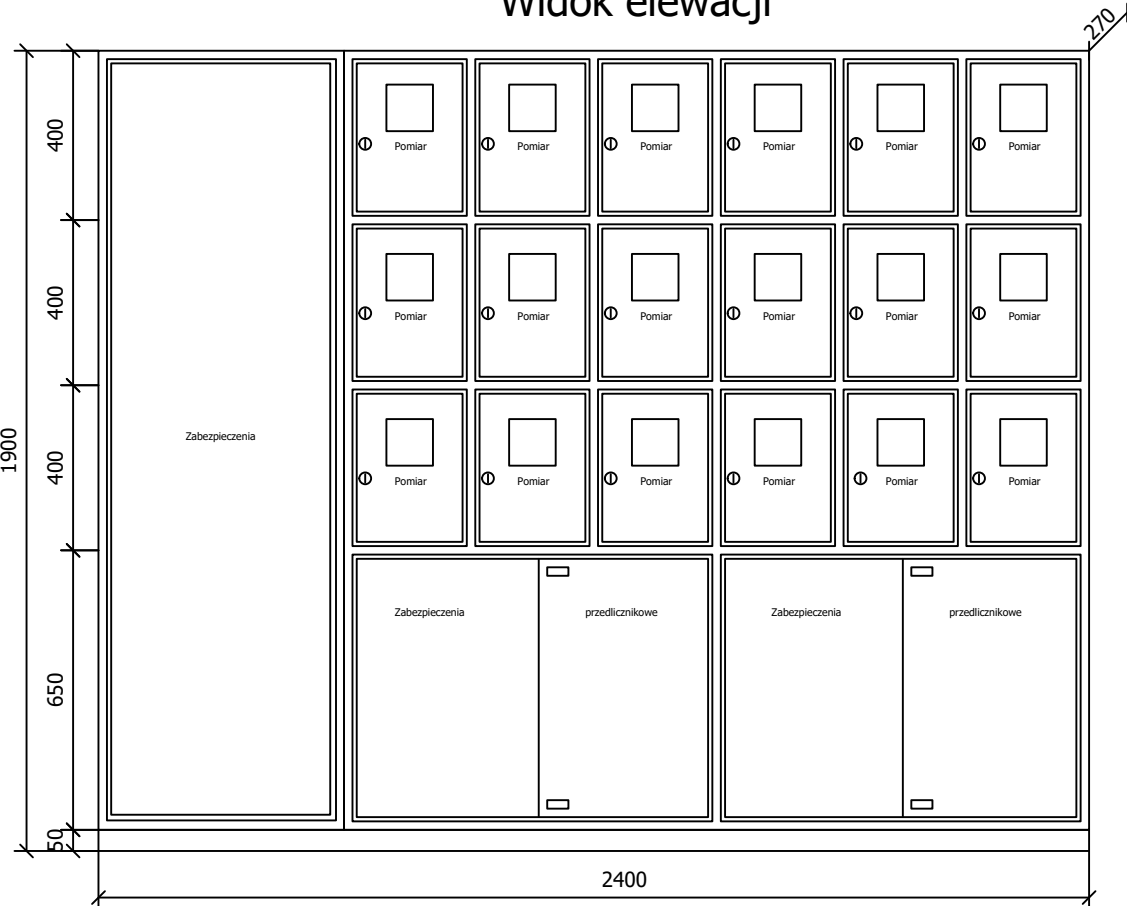 Widok elewacji
270
400
Pomiar Pomiar Pomiar Pomiar Pomiar Pomiar
400
Pomiar Pomiar Pomiar Pomiar Pomiar Pomiar
1900
Zabezpieczenia
400
Pomiar Pomiar Pomiar Pomiar Pomiar Pomiar
Zabezpieczenia przedlicznikowe Zabezpieczenia przedlicznikowe
650
50
2400